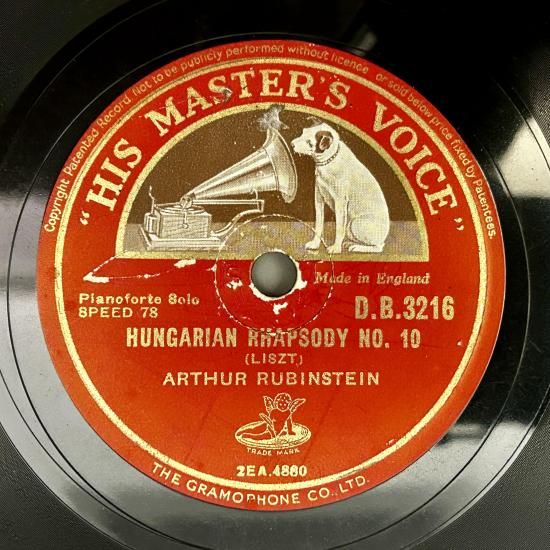 Copyright Patented Record. Not to be publicly performed without licence or sold below price fixed by Patentees.
"HIS MASTER'S VOICE"
Made in England
Pianoforte Solo
SPEED 78
D.B.3216
HUNGARIAN RHAPSODY NO. 10
(LISZT)
ARTHUR RUBINSTEIN
TRADE MARK
2EA.4860
THE GRAMOPHONE CO., LTD.